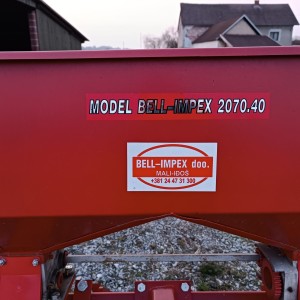 MODEL BELL-IMPEX 2070.40
BELL-IMPEX doo.
MALI-IĐOŠ
+381 24 47 31 300